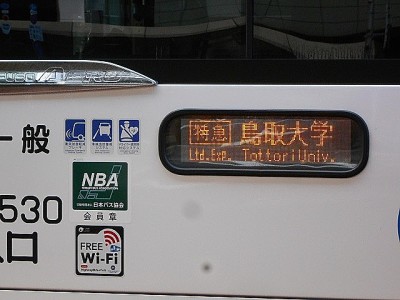 特急 鳥取大学
Ltd.Exp. Tottori Univ.
一般
530
口
NBA
日本バス協会
会員章
FREE
Wi-Fi